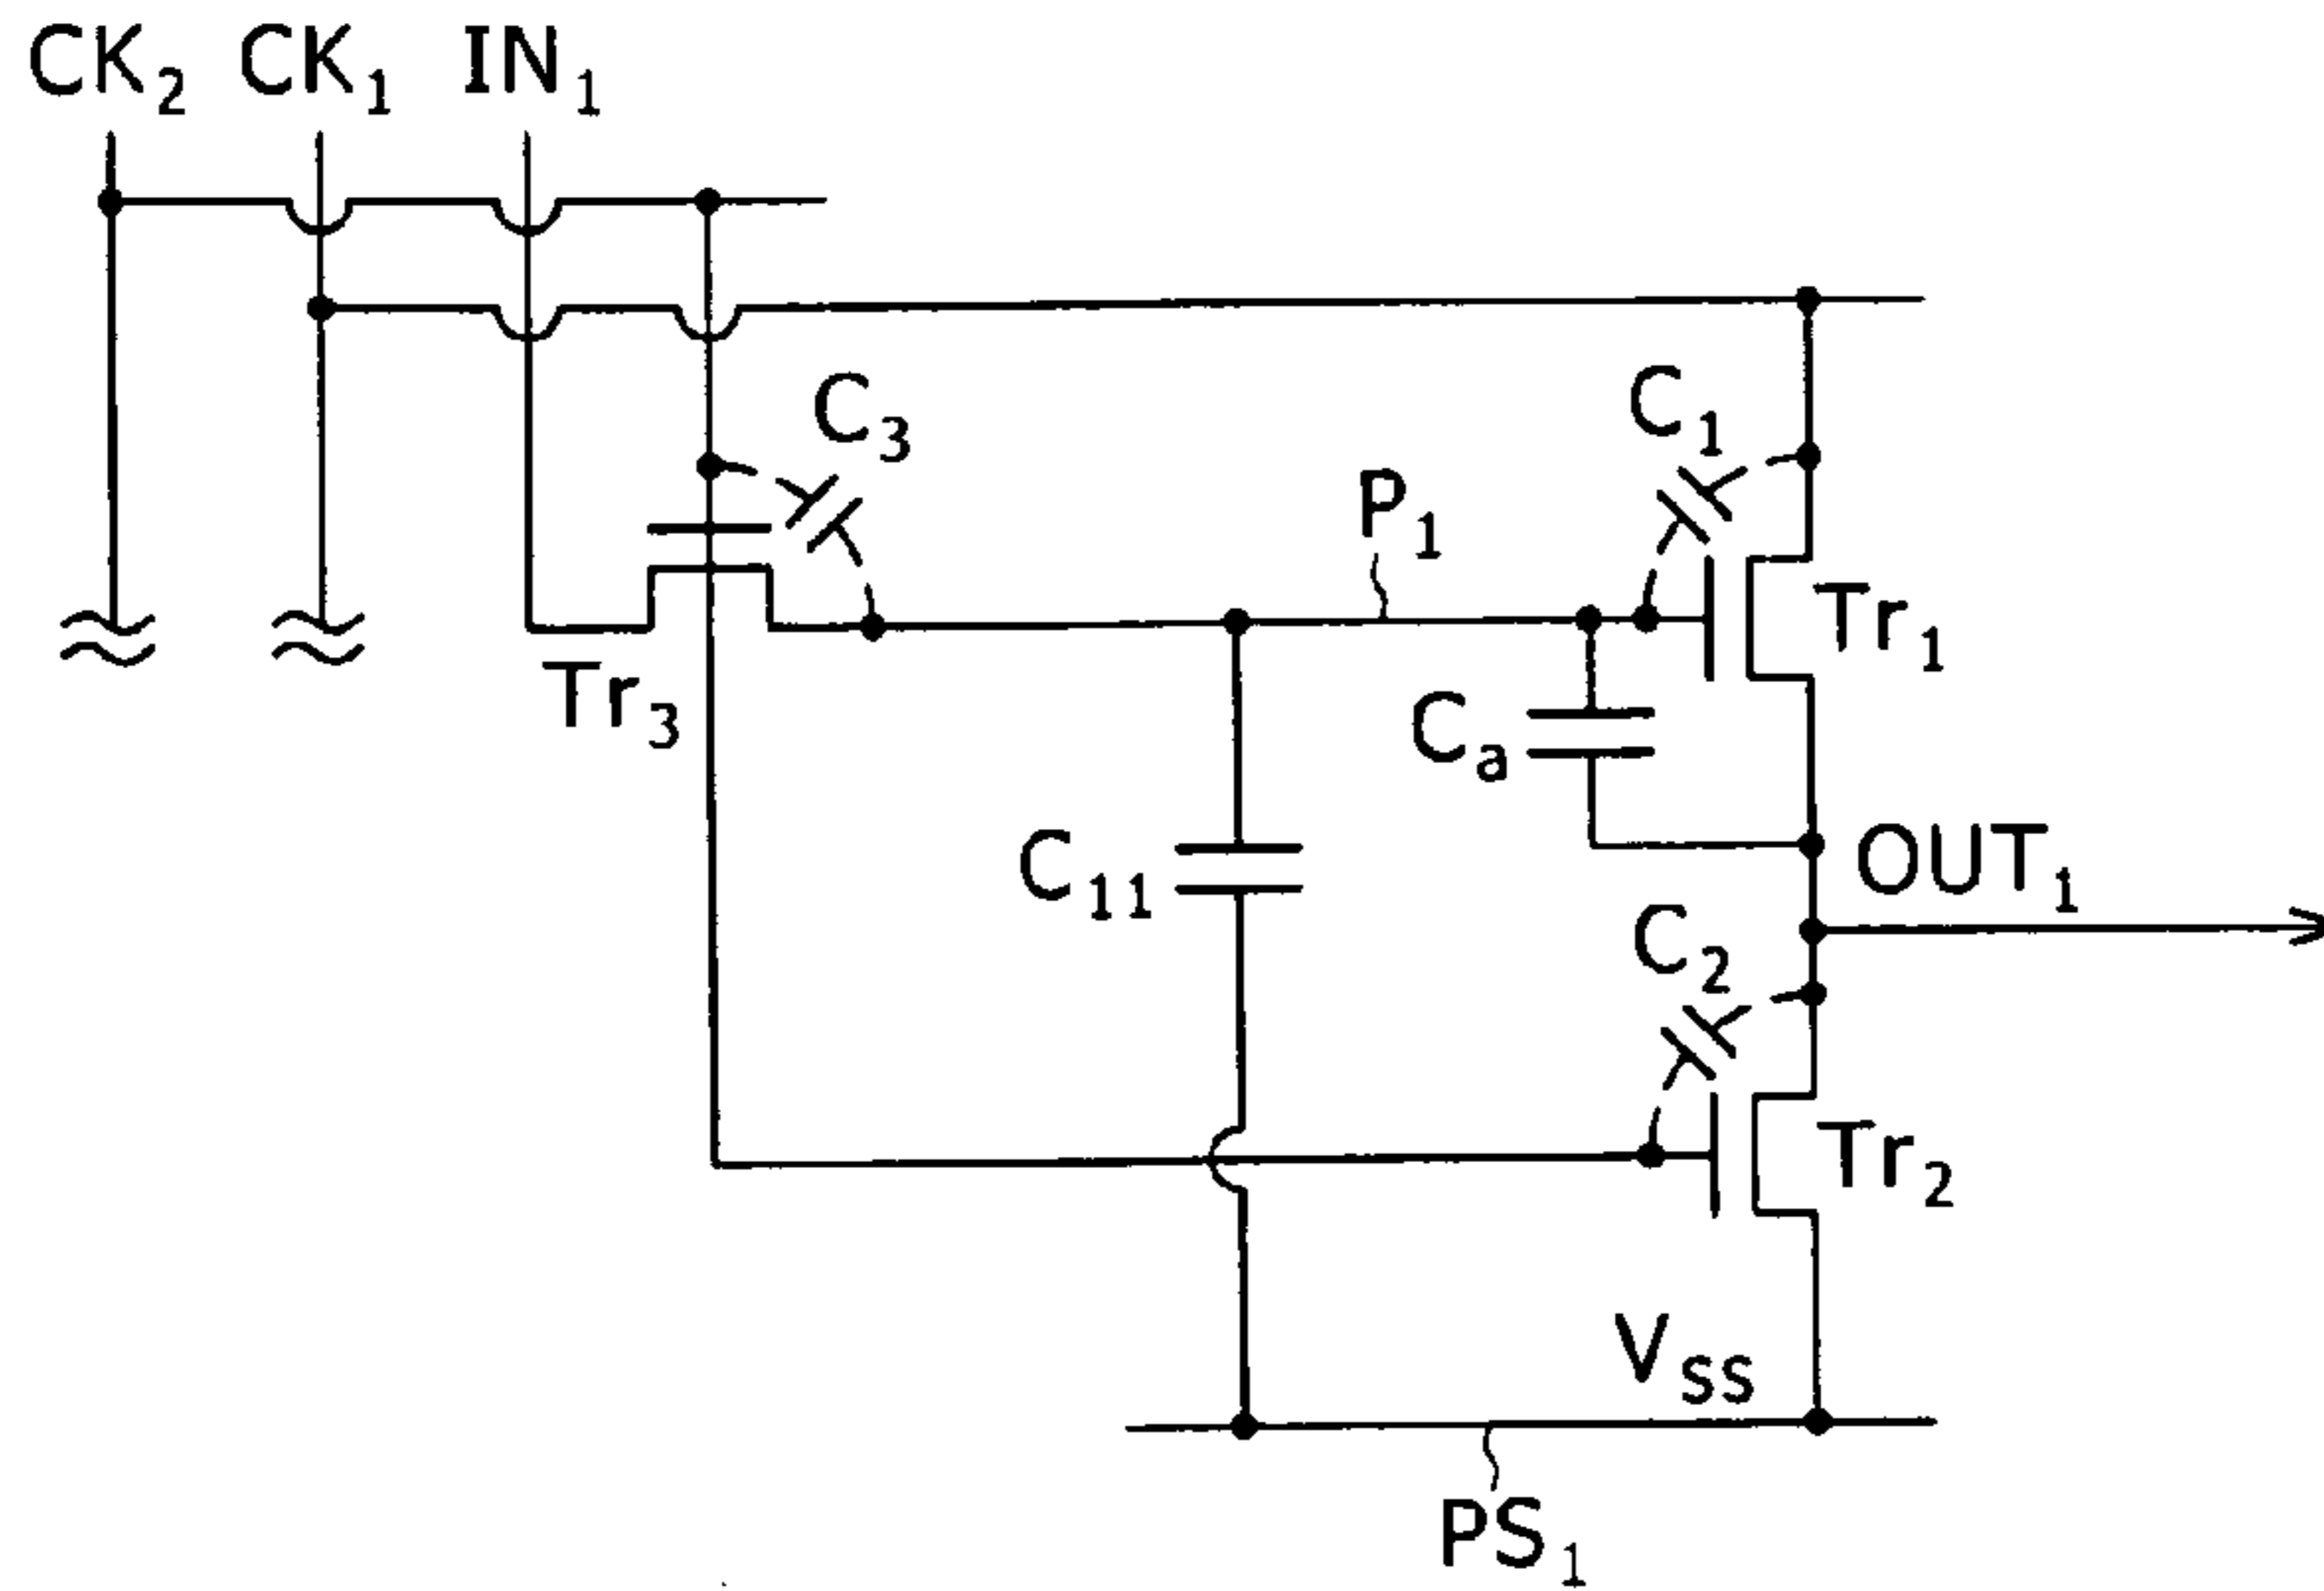 CK₂ CK₁ IN₁
C₃
C₁
P₁
Tr₁
Tr₃
Cₐ
C₁₁
OUT₁
C₂
Tr₂
Vss
PS₁